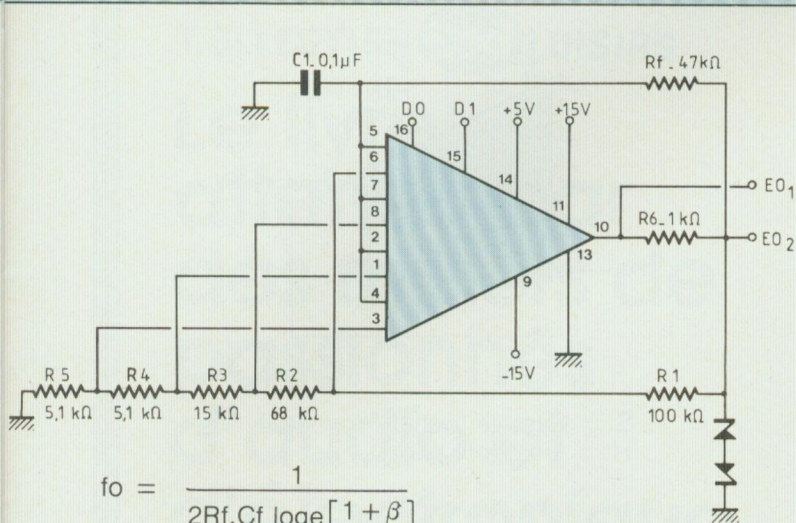 C1_0,1µF
Rf_47kΩ
D0
D1
+5V
+15V
5
16
6
15
7
14
8
11
2
10
1
13
4
9
3
EO1
R6_1kΩ
EO2
-15V
R5
R4
R3
R2
R1
5,1 kΩ
5,1 kΩ
15 kΩ
68 kΩ
100 kΩ
fo = 1
2Rf.Cf loge[1+β]